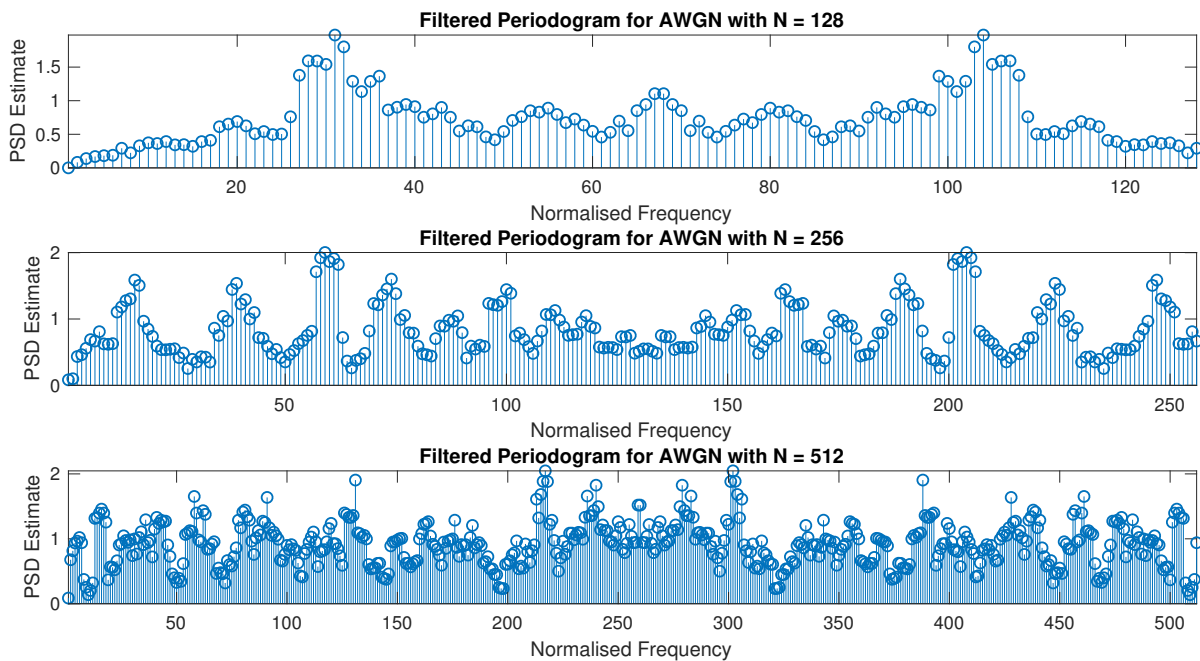 Filtered Periodogram for AWGN with N = 128
PSD Estimate
1.5
1
0.5
0
20 40 60 80 100 120
Normalised Frequency
Filtered Periodogram for AWGN with N = 256
PSD Estimate
2
1
0
50 100 150 200 250
Normalised Frequency
Filtered Periodogram for AWGN with N = 512
PSD Estimate
2
1
0
50 100 150 200 250 300 350 400 450 500
Normalised Frequency